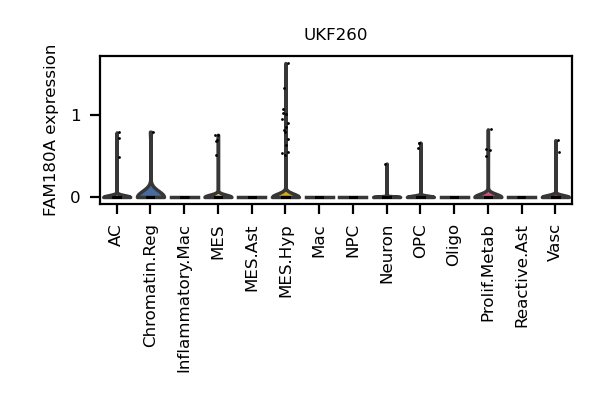 UKF260
FAM180A expression
1
0
AC
Chromatin.Reg
Inflammatory.Mac
MES
MES.Ast
MES.Hyp
Mac
NPC
Neuron
OPC
Oligo
Prolif.Metab
Reactive.Ast
Vasc